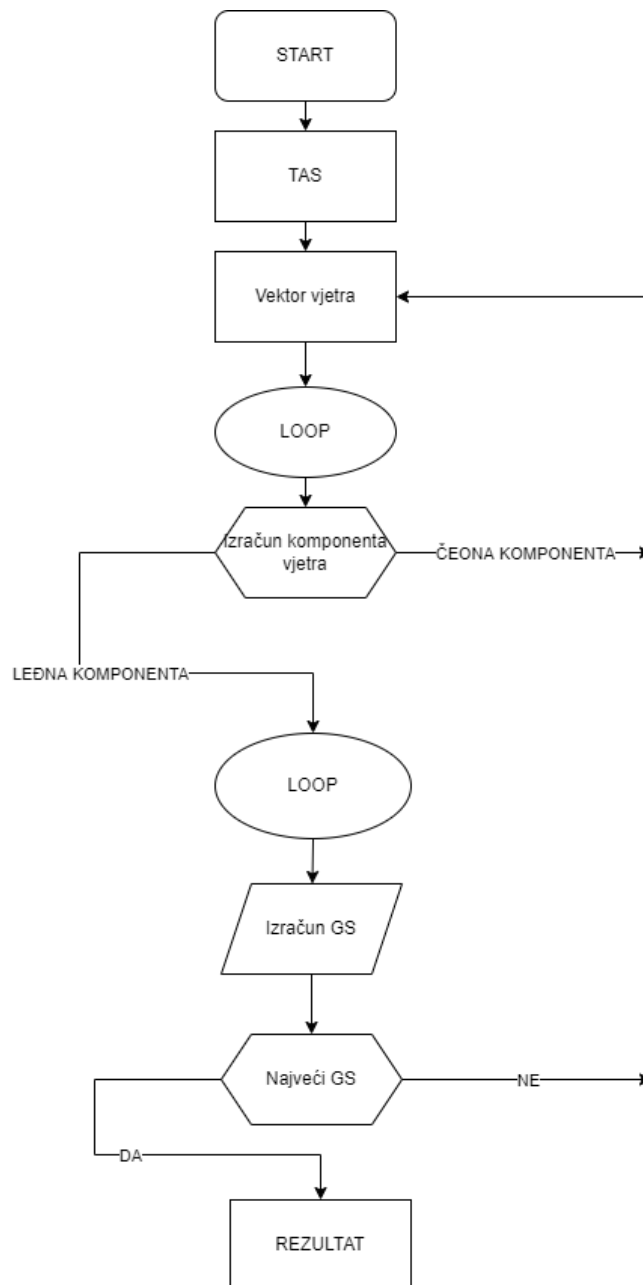 START
TAS
Vektor vjetra
LOOP
Izračun komponenta
vjetra
ČEONA KOMPONENTA
LEĐNA KOMPONENTA
LOOP
Izračun GS
Najveći GS
NE
DA
REZULTAT